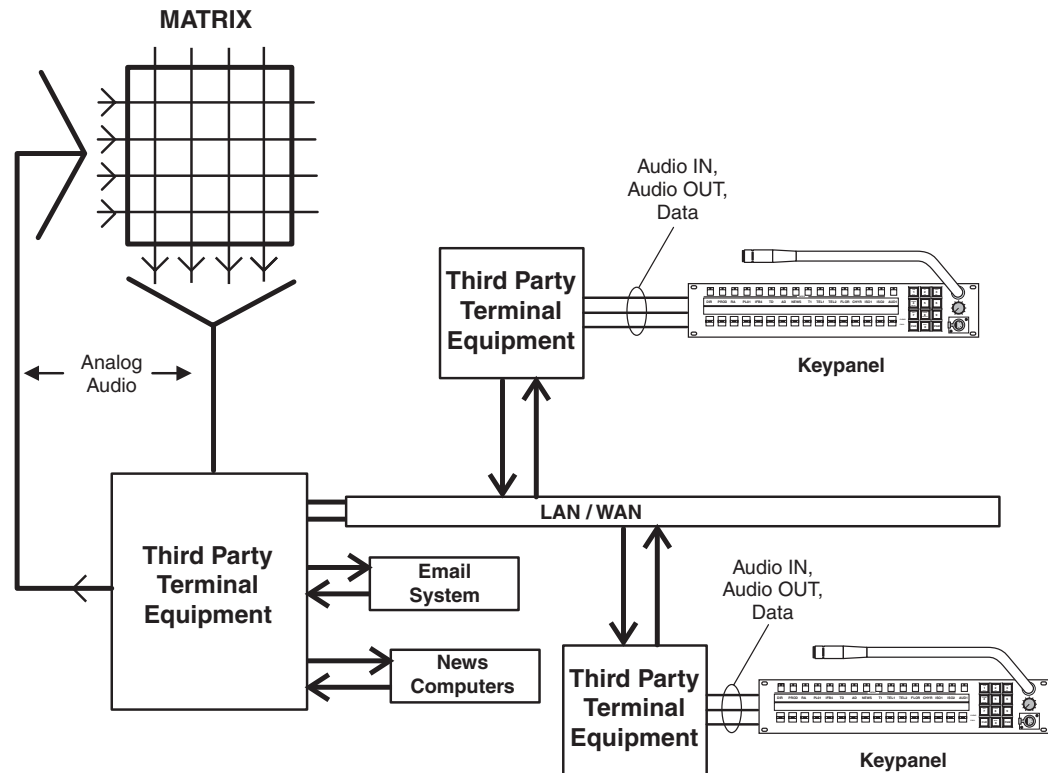 MATRIX
Audio IN,
Audio OUT,
Data
Third Party
Terminal
Equipment
Keypanel
Analog
Audio
LAN / WAN
Third Party
Terminal
Equipment
Email
System
News
Computers
Audio IN,
Audio OUT,
Data
Third Party
Terminal
Equipment
Keypanel